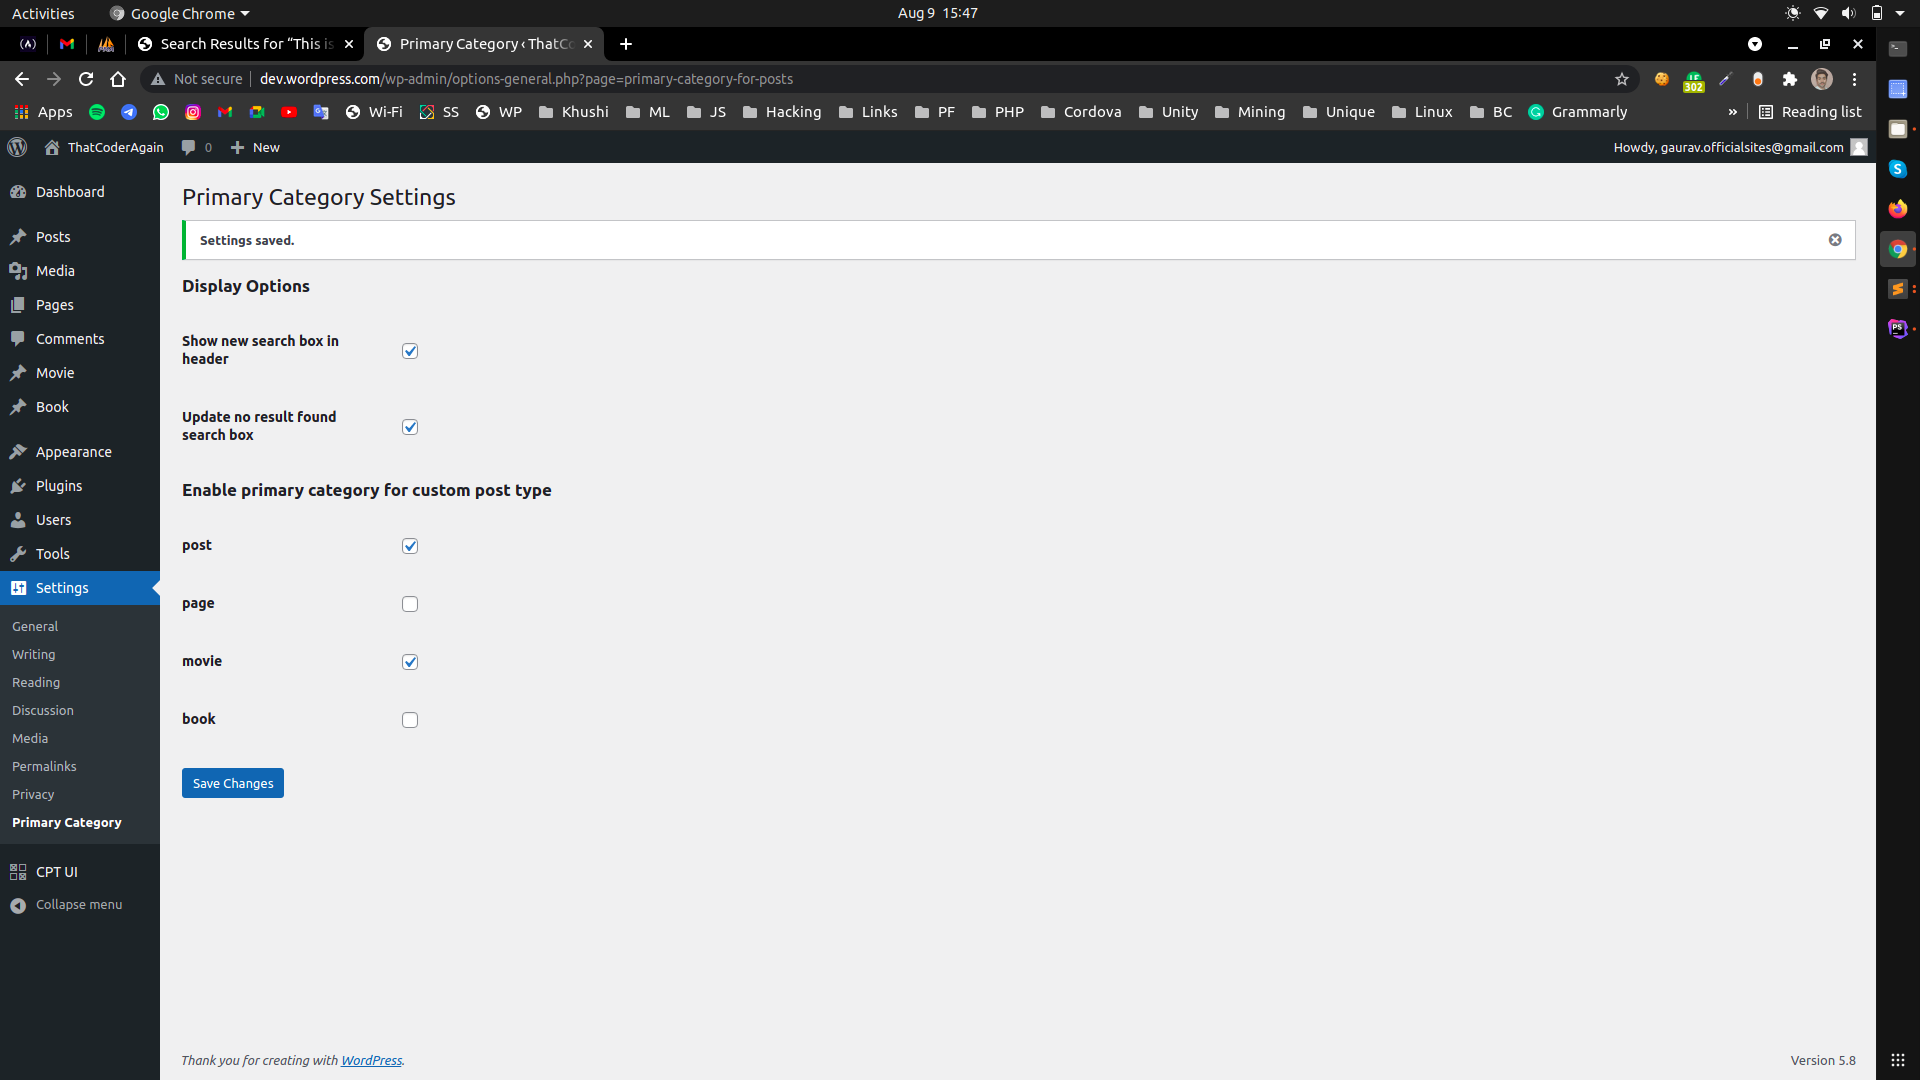 Activities
Google Chrome
Aug 9 15:47
Search Results for “This is
Primary Category ‹ ThatCo
Not secure
dev.wordpress.com/wp-admin/options-general.php?page=primary-category-for-posts
302
Apps
Wi-Fi
SS
WP
Khushi
ML
JS
Hacking
Links
PF
PHP
Cordova
Unity
Mining
Unique
Linux
BC
Grammarly
»
Reading list
ThatCoderAgain
0
New
Howdy, gaurav.officialsites@gmail.com
Dashboard
Posts
Media
Pages
Comments
Movie
Book
Appearance
Plugins
Users
Tools
Settings
General
Writing
Reading
Discussion
Media
Permalinks
Privacy
Primary Category
CPT UI
Collapse menu
Primary Category Settings
Settings saved.
Display Options
Show new search box in
header
Update no result found
search box
Enable primary category for custom post type
post
page
movie
book
Save Changes
Thank you for creating with WordPress.
Version 5.8